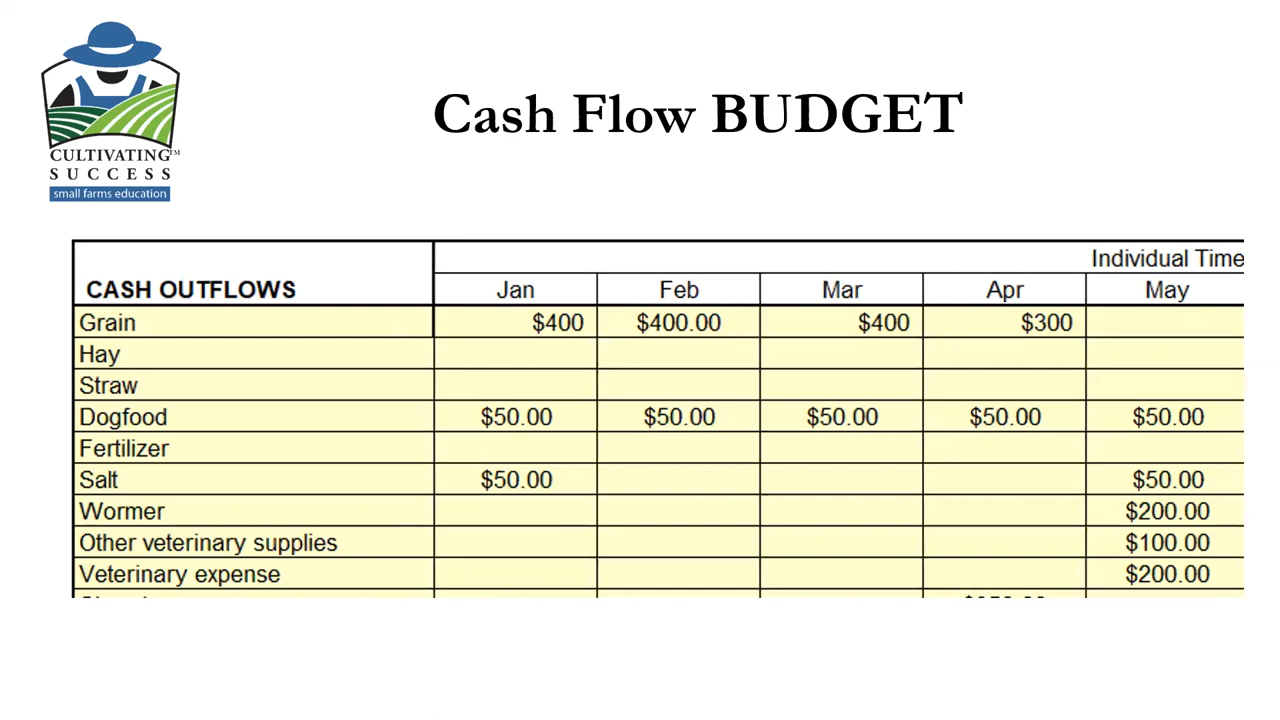 CULTIVATING™
SUCCESS
small farms education
Cash Flow BUDGET
Individual Time
CASH OUTFLOWS Jan Feb Mar Apr May
Grain $400 $400.00 $400 $300
Hay
Straw
Dogfood $50.00 $50.00 $50.00 $50.00 $50.00
Fertilizer
Salt $50.00 $50.00
Wormer $200.00
Other veterinary supplies $100.00
Veterinary expense $200.00